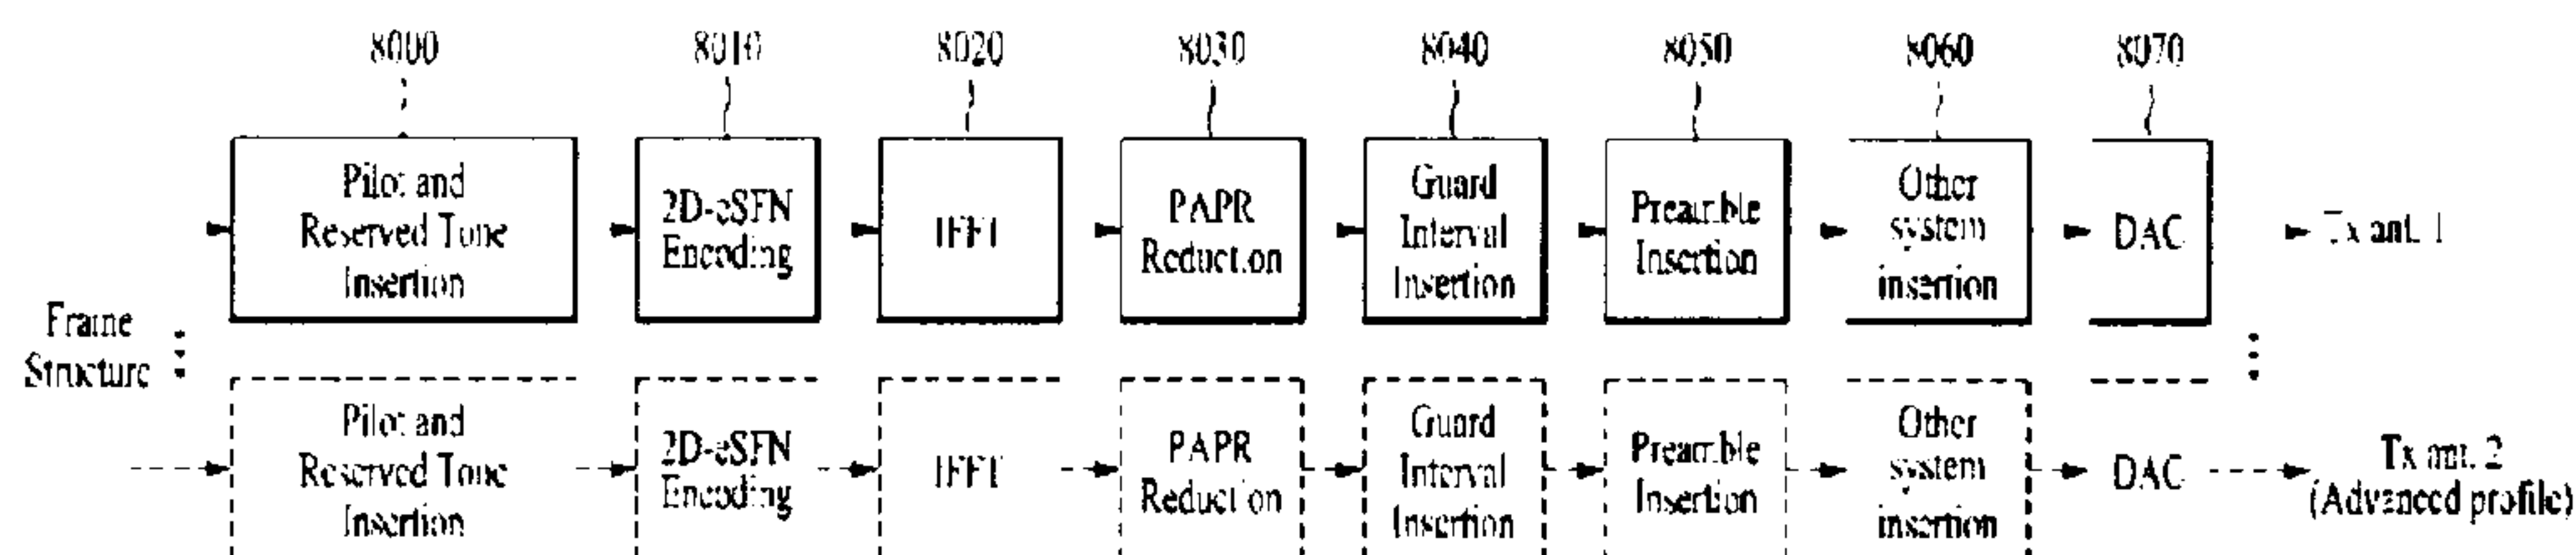 8000 8010 8020 8030 8040 8050 8060 8070
Pilot and
Reserved Tone
Insertion
2D-eSFN
Encoding
IFFT
PAPR
Reduction
Guard
Interval
Insertion
Preamble
Insertion
Other
system
insertion
DAC
Tx ant. 1
Frame
Structure
Pilot and
Reserved Tone
Insertion
2D-eSFN
Encoding
IFFT
PAPR
Reduction
Guard
Interval
Insertion
Preamble
Insertion
Other
system
insertion
DAC
Tx ant. 2
(Advanced profile)